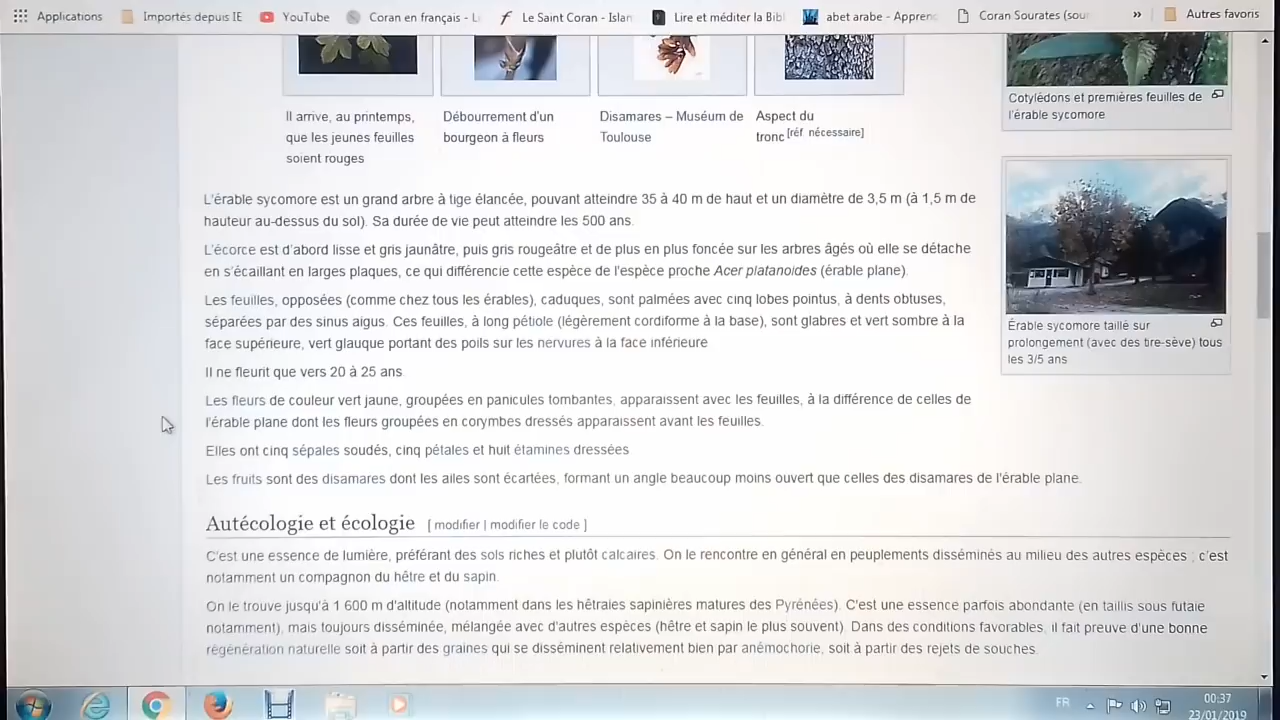 Applications Importés depuis IE YouTube Coran en français - L Le Saint Coran - Islan Lire et méditer la Bibl abet arabe - Apprend Coran Sourates (sour » Autres favoris
Il arrive, au printemps,
que les jeunes feuilles
soient rouges
Débourrement d'un
bourgeon à fleurs
Disamares – Muséum de
Toulouse
Aspect du
tronc [réf. nécessaire]
Cotylédons et premières feuilles de
l'érable sycomore
L'érable sycomore est un grand arbre à tige élancée, pouvant atteindre 35 à 40 m de haut et un diamètre de 3,5 m (à 1,5 m de
hauteur au-dessus du sol). Sa durée de vie peut atteindre les 500 ans.
L'écorce est d'abord lisse et gris jaunâtre, puis gris rougeâtre et de plus en plus foncée sur les arbres âgés où elle se détache
en s'écaillant en larges plaques, ce qui différencie cette espèce de l'espèce proche Acer platanoides (érable plane).
Les feuilles, opposées (comme chez tous les érables), caduques, sont palmées avec cinq lobes pointus, à dents obtuses,
séparées par des sinus aigus. Ces feuilles, à long pétiole (légèrement cordiforme à la base), sont glabres et vert sombre à la
face supérieure, vert glauque portant des poils sur les nervures à la face inférieure
Il ne fleurit que vers 20 à 25 ans
Les fleurs de couleur vert jaune, groupées en panicules tombantes, apparaissent avec les feuilles, à la différence de celles de
l'érable plane dont les fleurs groupées en corymbes dressés apparaissent avant les feuilles.
Elles ont cinq sépales soudés, cinq pétales et huit étamines dressées
Les fruits sont des disamares dont les ailes sont écartées, formant un angle beaucoup moins ouvert que celles des disamares de l'érable plane.
Érable sycomore taillé sur
prolongement (avec des tire-sève) tous
les 3/5 ans
Autécologie et écologie [ modifier | modifier le code ]
C'est une essence de lumière, préférant des sols riches et plutôt calcaires. On le rencontre en général en peuplements disséminés au milieu des autres espèces ; c'est
notamment un compagnon du hêtre et du sapin.
On le trouve jusqu'à 1 600 m d'altitude (notamment dans les hêtraies sapinières matures des Pyrénées). C'est une essence parfois abondante (en taillis sous futaie
notamment), mais toujours disséminée, mélangée avec d'autres espèces (hêtre et sapin le plus souvent). Dans des conditions favorables, il fait preuve d'une bonne
régénération naturelle soit à partir des graines qui se disséminent relativement bien par anémochorie, soit à partir des rejets de souches.
FR
00:37
23/01/2019